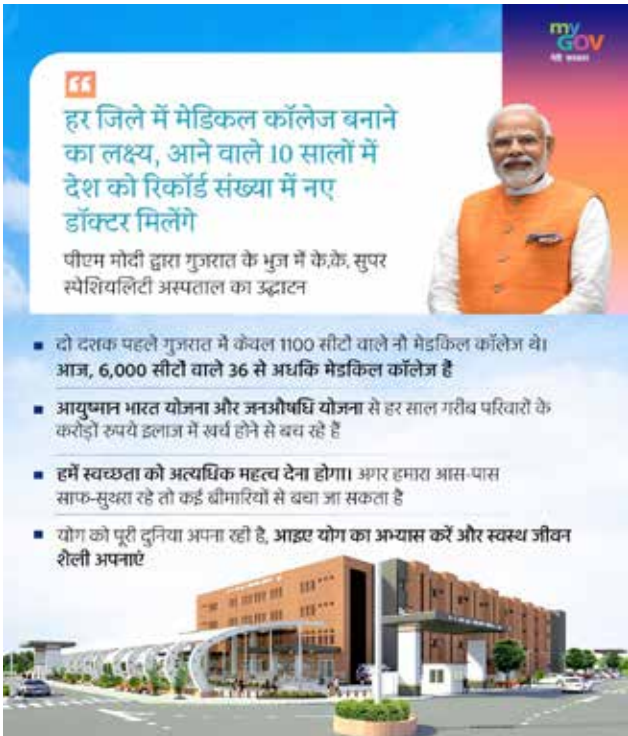 my
GOV
मेरी सरकार
हर जिले में मेडिकल कॉलेज बनाने
का लक्ष्य, आने वाले 10 सालों में
देश को रिकॉर्ड संख्या में नए
डॉक्टर मिलेंगे
पीएम मोदी द्वारा गुजरात के भुज में के.के. सुपर
स्पेशियलिटी अस्पताल का उद्घाटन
दो दशक पहले गुजरात में केवल 1100 सीटों वाले नौ मेडकिल कॉलेज थे।
आज, 6,000 सीटों वाले 36 से अधकि मेडकिल कॉलेज हैं
आयुष्मान भारत योजना और जनऔषधि योजना से हर साल गरीब परिवारों के
करोड़ों रुपये इलाज में खर्च होने से बच रहे हैं
हमें स्वच्छता को अत्यधिक महत्व देना होगा। अगर हमारा आस-पास
साफ-सुथरा रहे तो कई बीमारियों से बचा जा सकता है
योग को पूरी दुनिया अपना रही है, आइए योग का अभ्यास करें और स्वस्थ जीवन
शैली अपनाएं